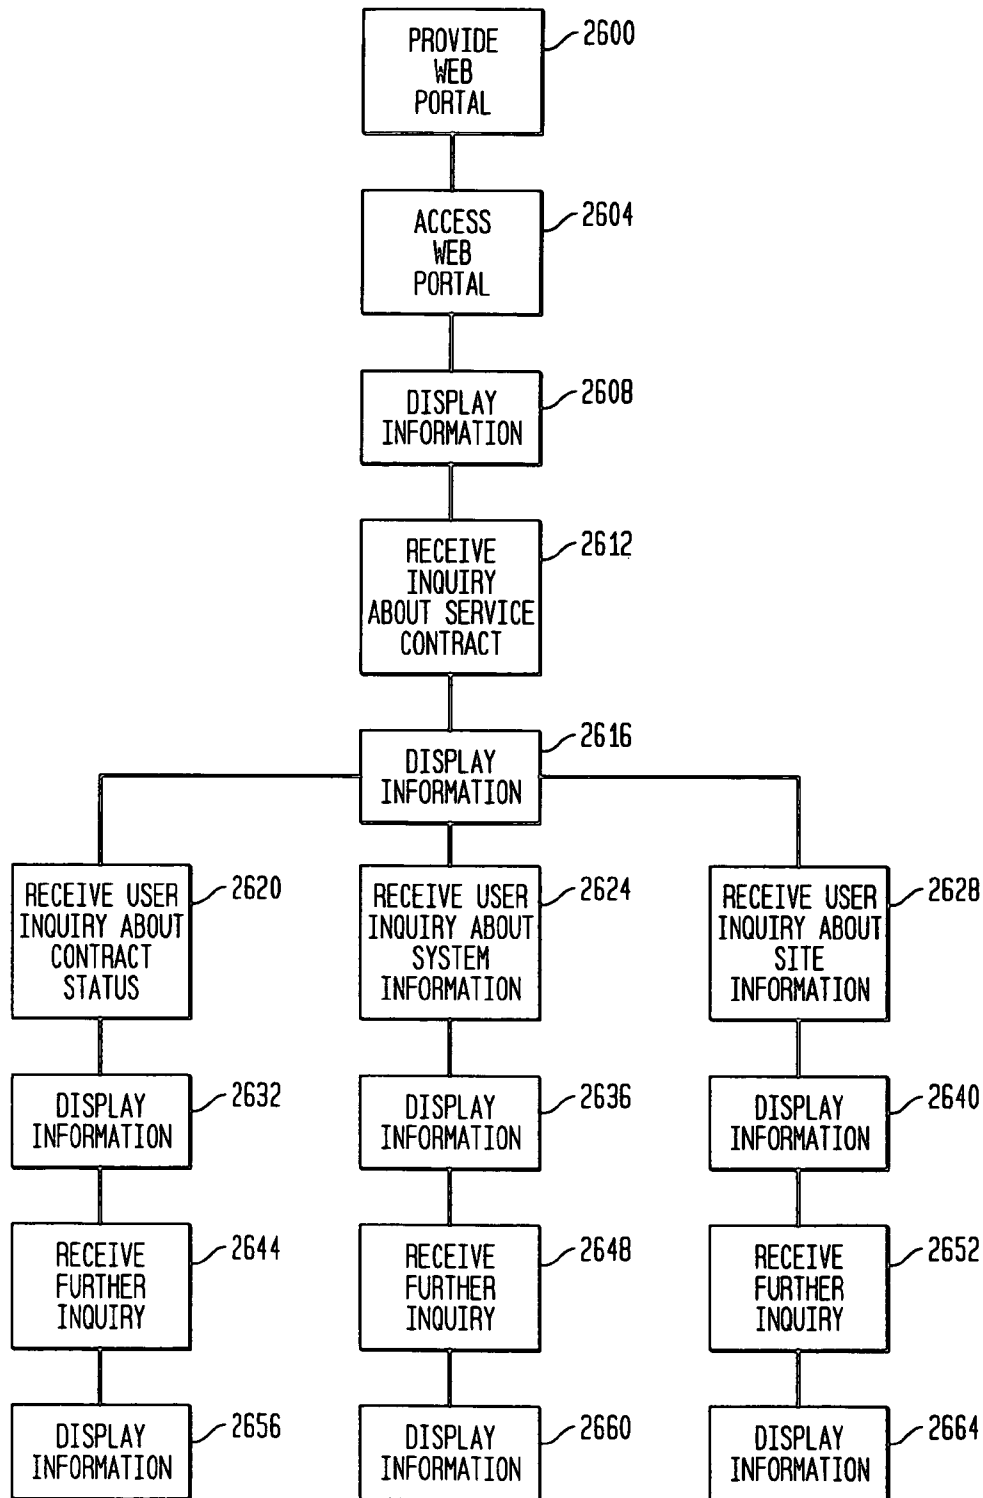 PROVIDE
WEB
PORTAL
2600
ACCESS
WEB
PORTAL
2604
DISPLAY
INFORMATION
2608
RECEIVE
INQUIRY
ABOUT SERVICE
CONTRACT
2612
DISPLAY
INFORMATION
2616
RECEIVE USER
INQUIRY ABOUT
CONTRACT
STATUS
2620
RECEIVE USER
INQUIRY ABOUT
SYSTEM
INFORMATION
2624
RECEIVE USER
INQUIRY ABOUT
SITE
INFORMATION
2628
DISPLAY
INFORMATION
2632
DISPLAY
INFORMATION
2636
DISPLAY
INFORMATION
2640
RECEIVE
FURTHER
INQUIRY
2644
RECEIVE
FURTHER
INQUIRY
2648
RECEIVE
FURTHER
INQUIRY
2652
DISPLAY
INFORMATION
2656
DISPLAY
INFORMATION
2660
DISPLAY
INFORMATION
2664